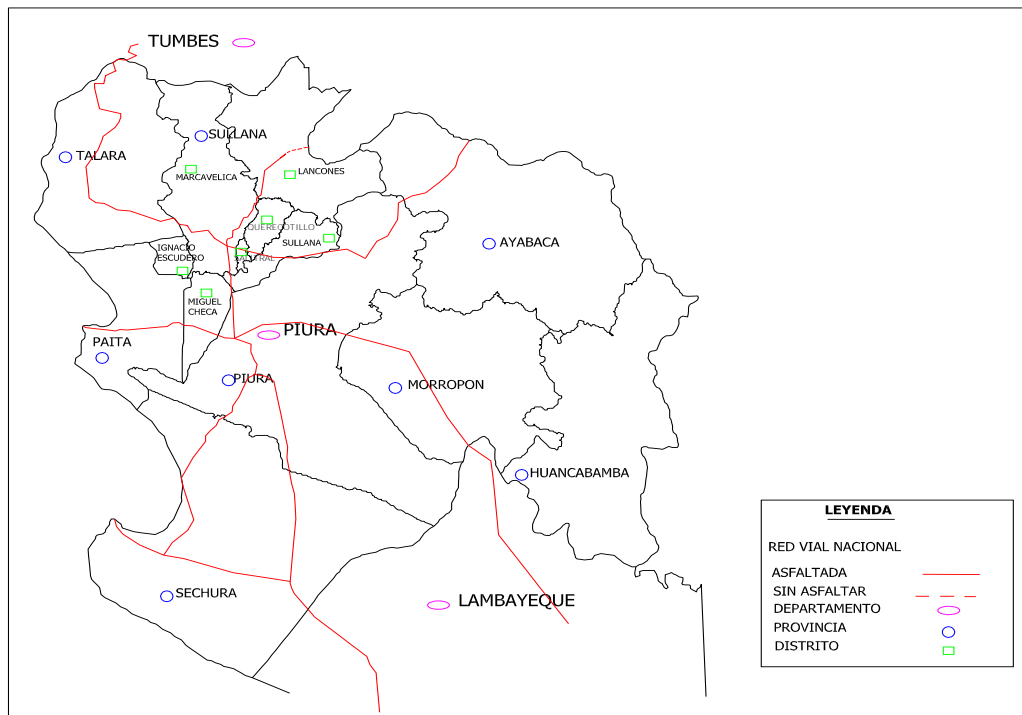 TUMBES
SULLANA
TALARA
MARCAVELICA
LANCONES
QUERECOTILLO
SULLANA
AYABACA
IGNACIO
ESCUDERO
MIGUEL
CHECA
PIURA
PAITA
PIURA
MORROPON
HUANCABAMBA
SECHURA
LAMBAYEQUE
LEYENDA
RED VIAL NACIONAL
ASFALTADA
SIN ASFALTAR
DEPARTAMENTO
PROVINCIA
DISTRITO